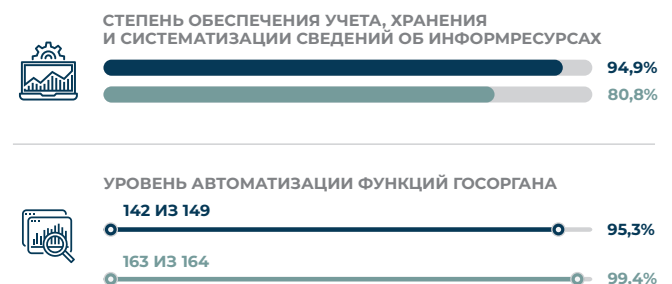 СТЕПЕНЬ ОБЕСПЕЧЕНИЯ УЧЕТА, ХРАНЕНИЯ
И СИСТЕМАТИЗАЦИИ СВЕДЕНИЙ ОБ ИНФОРМРЕСУРСАХ
94,9%
80,8%
УРОВЕНЬ АВТОМАТИЗАЦИИ ФУНКЦИЙ ГОСОРГАНА
142 ИЗ 149
95,3%
163 ИЗ 164
99,4%